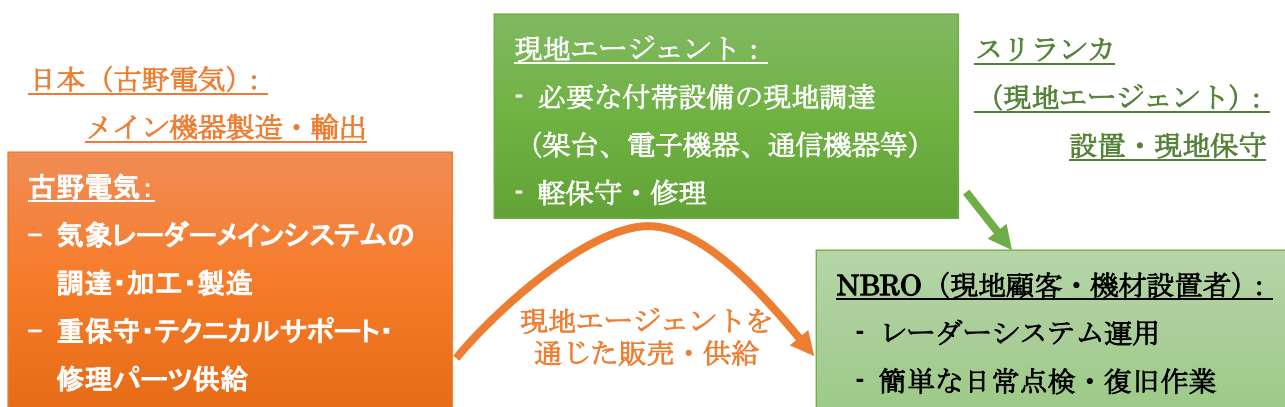 日本（古野電気）:
メイン機器製造・輸出
古野電気:
− 気象レーダーメインシステムの
調達・加工・製造
− 重保守・テクニカルサポート・
修理パーツ供給
現地エージェント：
- 必要な付帯設備の現地調達
（架台、電子機器、通信機器等）
- 軽保守・修理
現地エージェントを
通じた販売・供給
スリランカ
（現地エージェント）:
設置・現地保守
NBRO（現地顧客・機材設置者）:
- レーダーシステム運用
- 簡単な日常点検・復旧作業